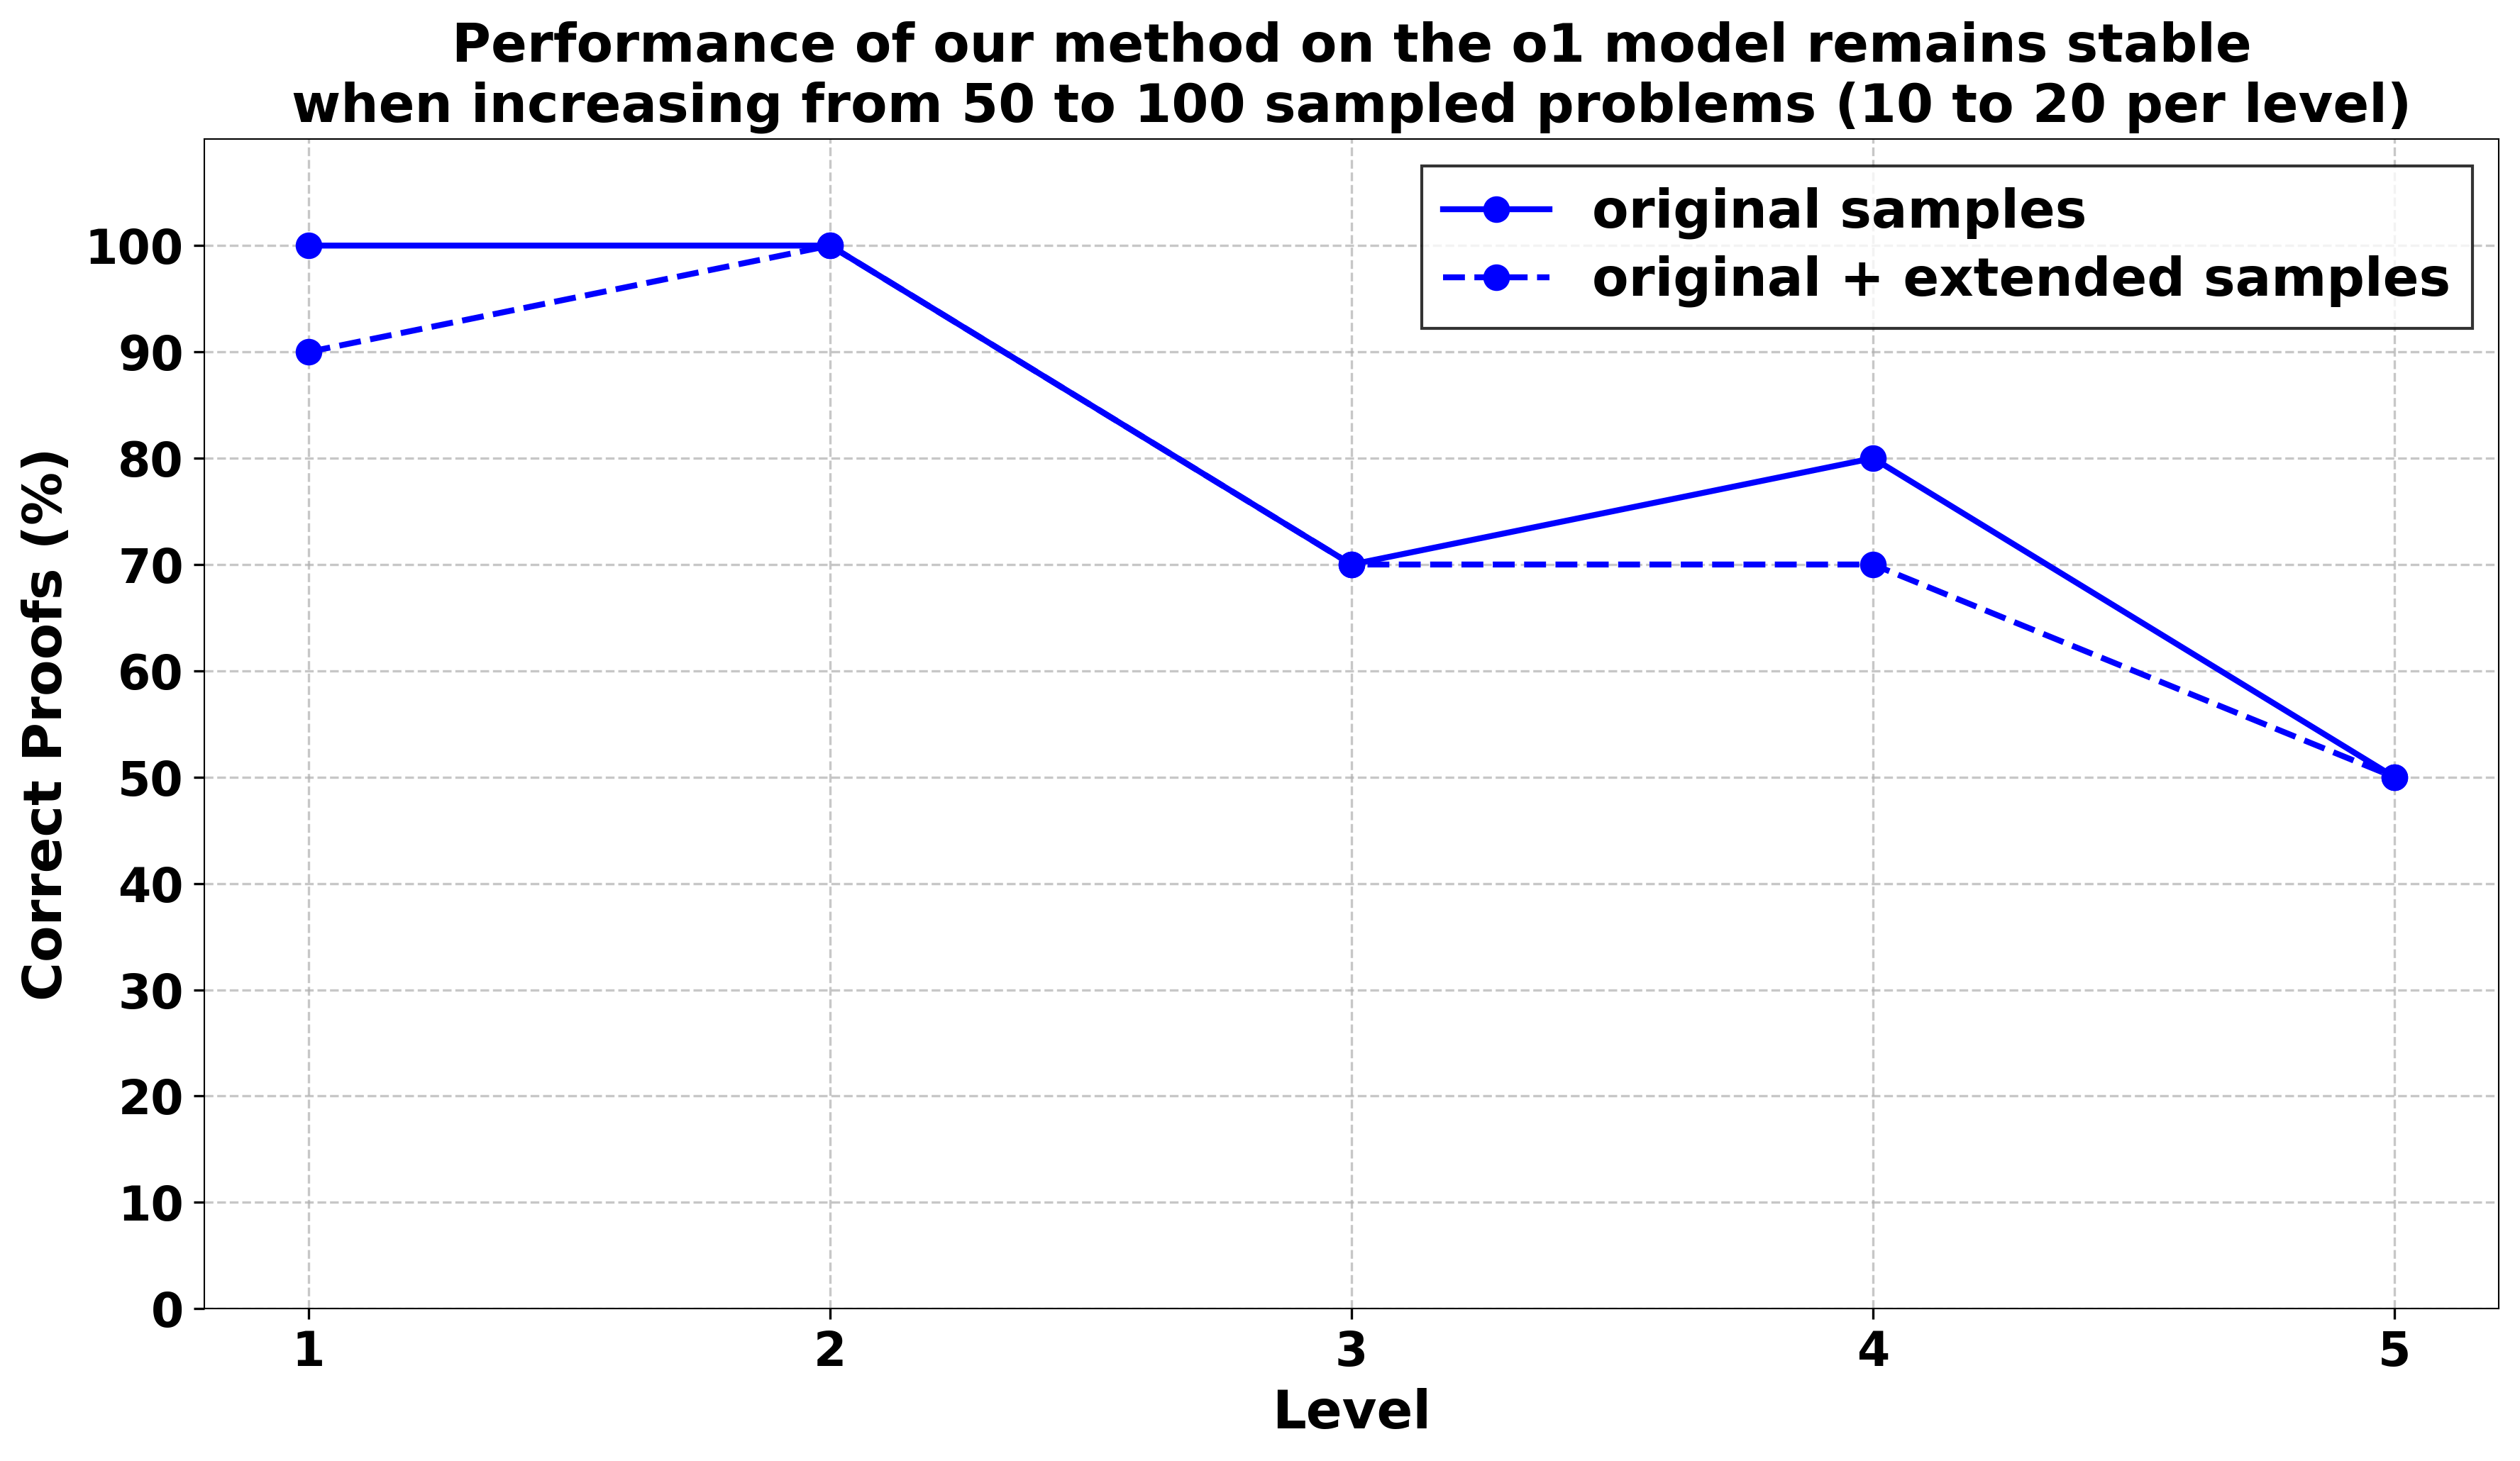 Performance of our method on the o1 model remains stable
when increasing from 50 to 100 sampled problems (10 to 20 per level)
original samples
original + extended samples
Correct Proofs (%)
100
90
80
70
60
50
40
30
20
10
0
1 2 3 4 5
Level